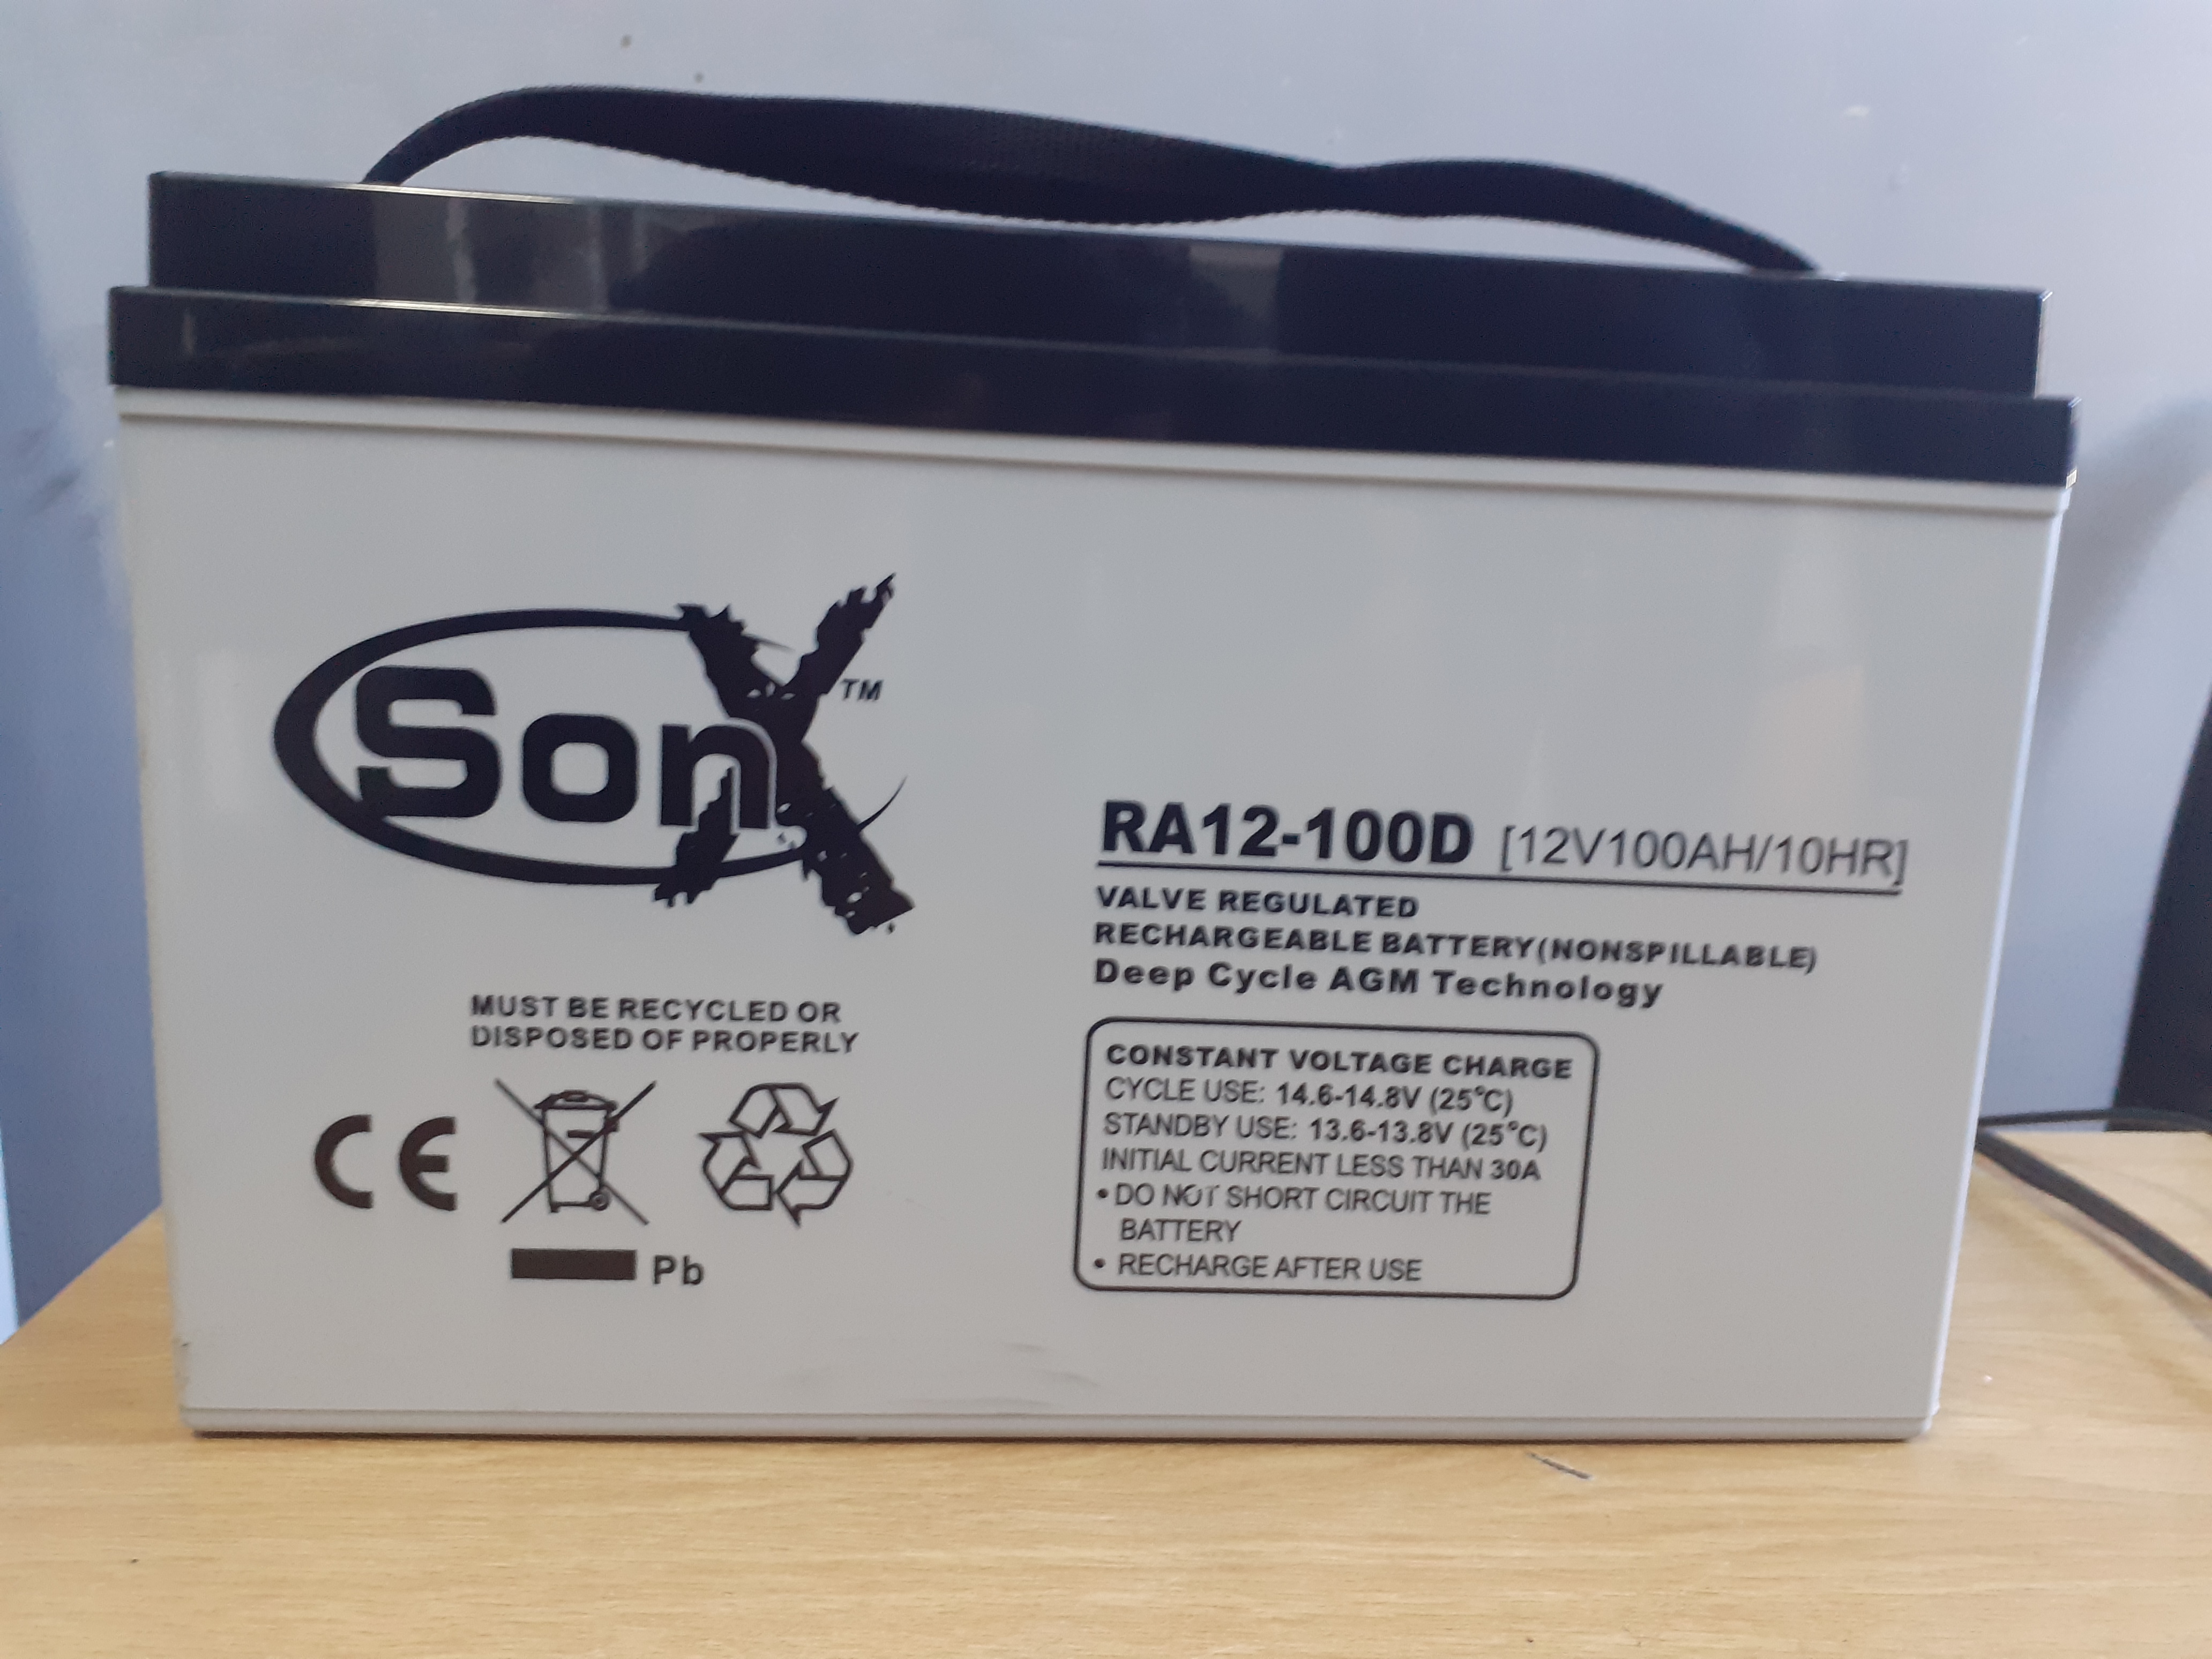 SonX™
MUST BE RECYCLED OR
DISPOSED OF PROPERLY
CE
Pb
RA12-100D [12V100AH/10HR]
VALVE REGULATED
RECHARGEABLE BATTERY(NONSPILLABLE)
Deep Cycle AGM Technology
CONSTANT VOLTAGE CHARGE
CYCLE USE: 14.6-14.8V (25°C)
STANDBY USE: 13.6-13.8V (25°C)
INITIAL CURRENT LESS THAN 30A
• DO NOT SHORT CIRCUIT THE
BATTERY
• RECHARGE AFTER USE